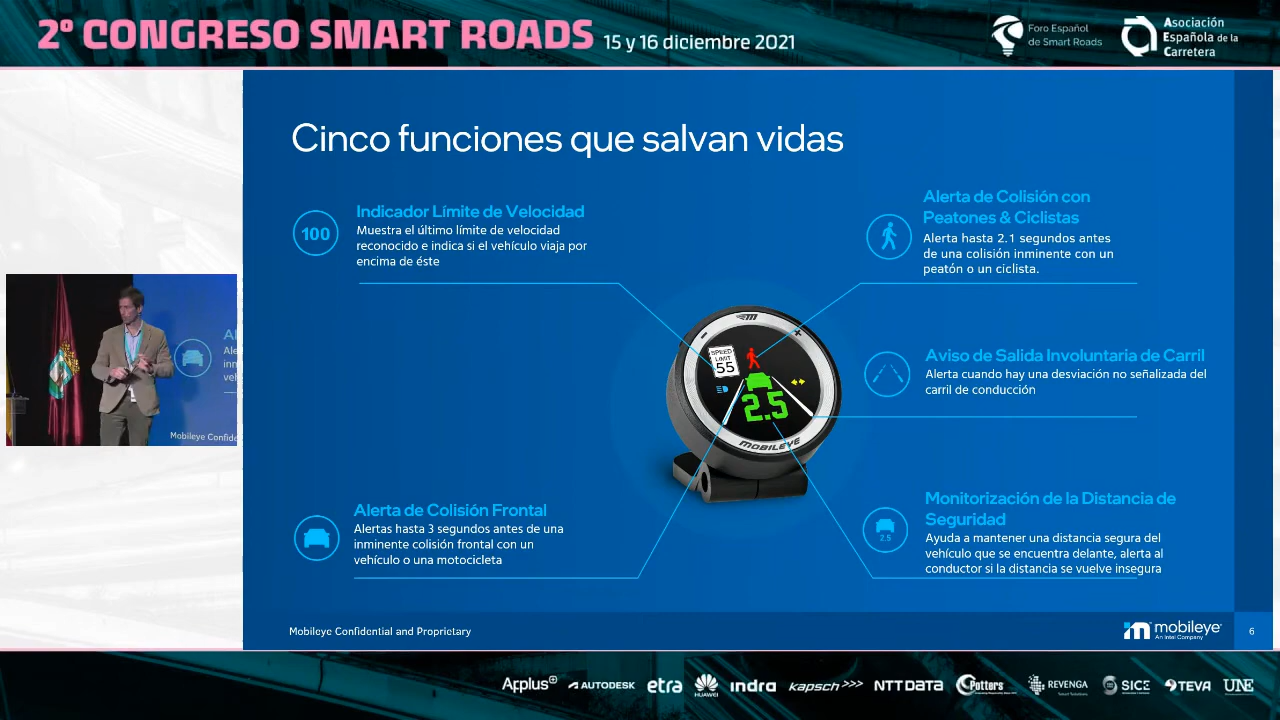 2º CONGRESO SMART ROADS 15 y 16 diciembre 2021
Foro Español
de Smart Roads
Asociación
Española de la
Carretera
Cinco funciones que salvan vidas
100
Indicador Límite de Velocidad
Muestra el último límite de velocidad
reconocido e indica si el vehículo viaja por
encima de éste
Alerta de Colisión con
Peatones & Ciclistas
Alerta hasta 2.1 segundos antes
de una colisión inminente con un
peatón o un ciclista.
SPEED
LIMIT
55
2.5
MOBILEYE
Aviso de Salida Involuntaria de Carril
Alerta cuando hay una desviación no señalizada del
carril de conducción
Alerta de Colisión Frontal
Alertas hasta 3 segundos antes de una
inminente colisión frontal con un
vehículo o una motocicleta
2.5
Monitorización de la Distancia de
Seguridad
Ayuda a mantener una distancia segura del
vehículo que se encuentra delante, alerta al
conductor si la distancia se vuelve insegura
Al
Ale
inm
veh
Mobileye Confide
Mobileye Confidential and Proprietary
mobileye
An Intel Company
6
Applus+ AUTODESK etra HUAWEI indra kapsch>>> NTT DATA Potters REVENGA SICE TEVA UNE